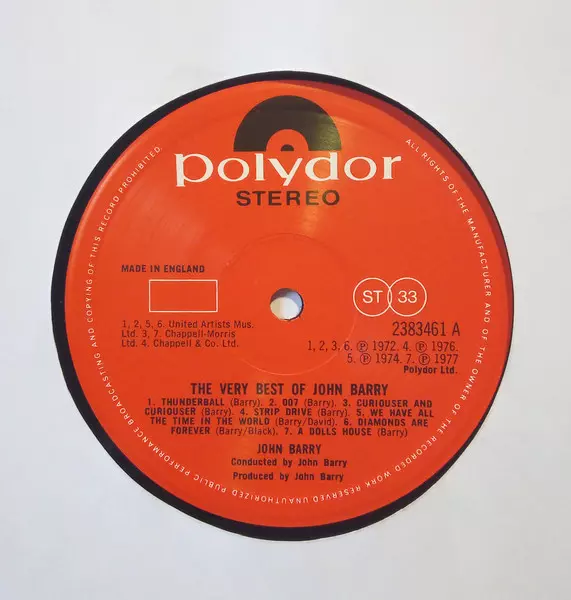 polydor
STEREO
MADE IN ENGLAND
ST 33
1, 2, 5, 6. United Artists Mus.
Ltd. 3, 7. Chappell-Morris
Ltd. 4. Chappell & Co. Ltd.
2383461 A
1, 2, 3, 6. ℗ 1972. 4. ℗ 1976.
5. ℗ 1974. 7. ℗ 1977
Polydor Ltd.
THE VERY BEST OF JOHN BARRY
1. THUNDERBALL (Barry). 2. 007 (Barry). 3. CURIOUSER AND
CURIOUSER (Barry). 4. STRIP DRIVE (Barry). 5. WE HAVE ALL
THE TIME IN THE WORLD (Barry/David). 6. DIAMONDS ARE
FOREVER (Barry/Black). 7. A DOLLS HOUSE (Barry)
JOHN BARRY
Conducted by John Barry
Produced by John Barry
ALL RIGHTS OF THE MANUFACTURER AND OF THE OWNER OF THE RECORDED WORK RESERVED UNAUTHORIZED PUBLIC PERFORMANCE BROADCASTING AND COPYING OF THIS RECORD PROHIBITED.